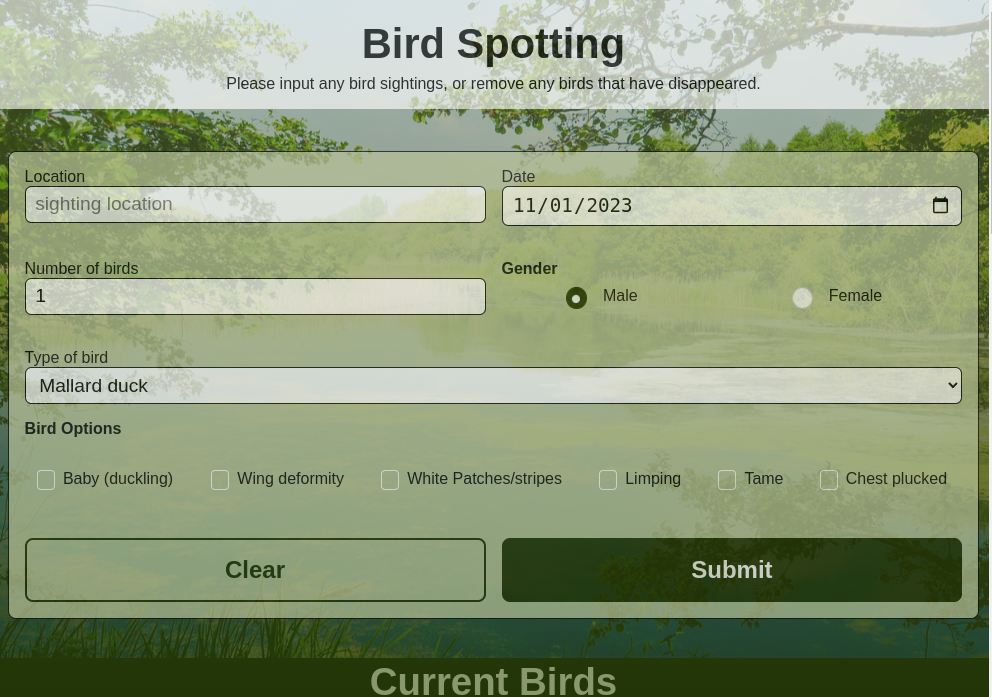 Bird Spotting
Please input any bird sightings, or remove any birds that have disappeared.
Location
sighting location
Date
11/01/2023
Number of birds
1
Gender
Male
Female
Type of bird
Mallard duck
Bird Options
Baby (duckling)
Wing deformity
White Patches/stripes
Limping
Tame
Chest plucked
Clear
Submit
Current Birds